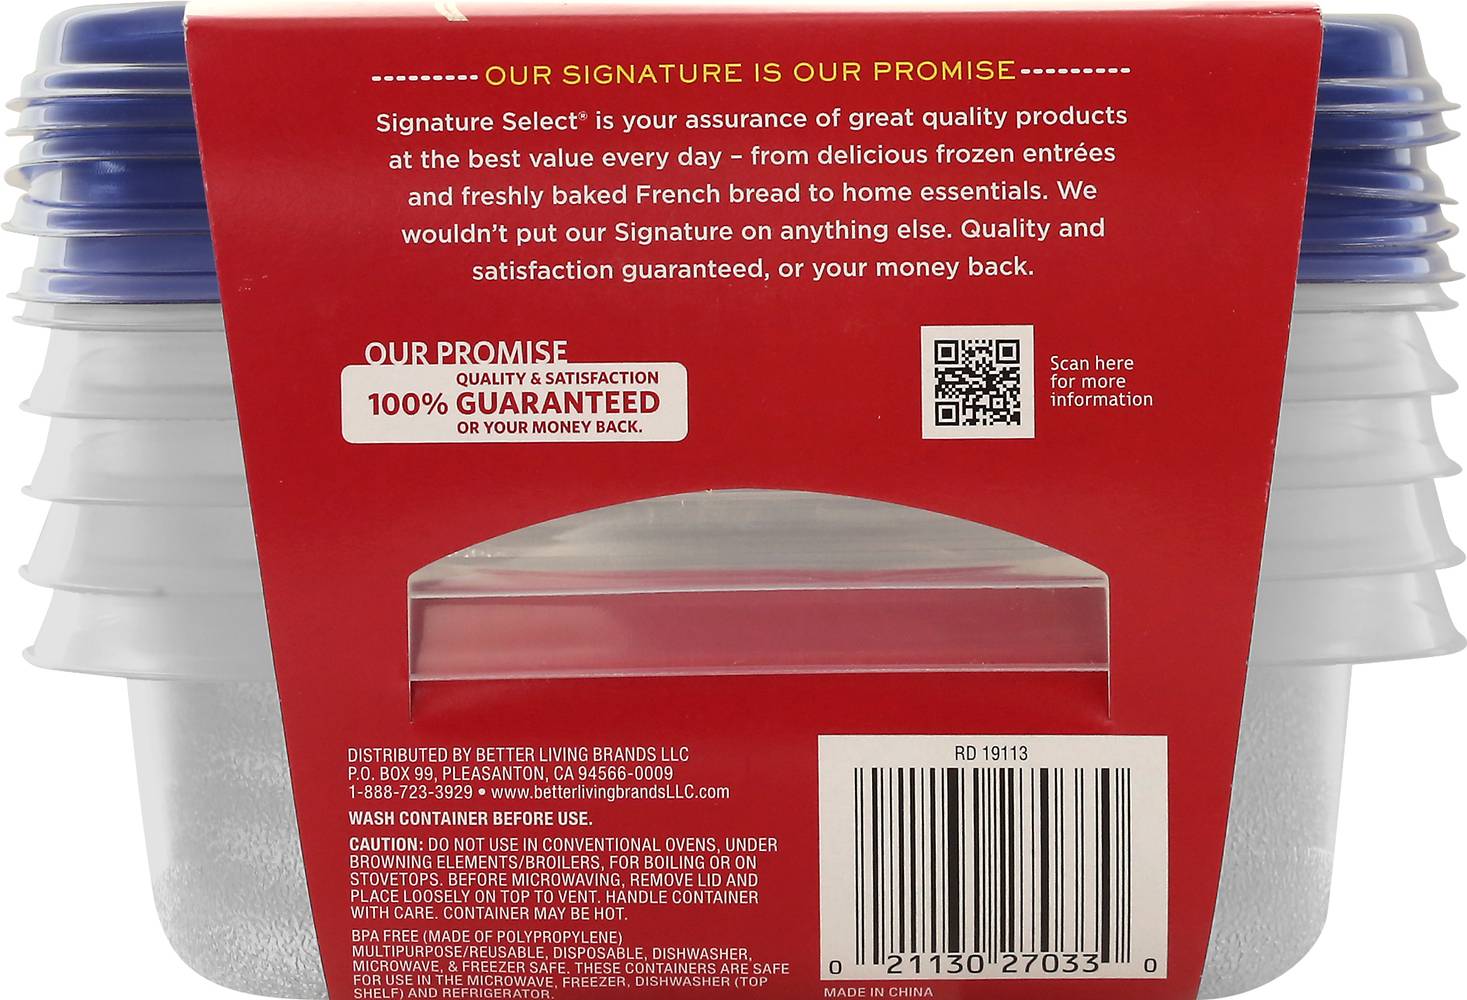 OUR SIGNATURE IS OUR PROMISE
Signature Select® is your assurance of great quality products
at the best value every day – from delicious frozen entrées
and freshly baked French bread to home essentials. We
wouldn't put our Signature on anything else. Quality and
satisfaction guaranteed, or your money back.
OUR PROMISE
QUALITY & SATISFACTION
100% GUARANTEED
OR YOUR MONEY BACK.
Scan here
for more
information
DISTRIBUTED BY BETTER LIVING BRANDS LLC
P.O. BOX 99, PLEASANTON, CA 94566-0009
1-888-723-3929 • www.betterlivingbrandsLLC.com
WASH CONTAINER BEFORE USE.
CAUTION: DO NOT USE IN CONVENTIONAL OVENS, UNDER
BROWNING ELEMENTS/BROILERS, FOR BOILING OR ON
STOVETOPS. BEFORE MICROWAVING, REMOVE LID AND
PLACE LOOSELY ON TOP TO VENT. HANDLE CONTAINER
WITH CARE. CONTAINER MAY BE HOT.
BPA FREE (MADE OF POLYPROPYLENE)
MULTIPURPOSE/REUSABLE, DISPOSABLE, DISHWASHER,
MICROWAVE, & FREEZER SAFE. THESE CONTAINERS ARE SAFE
FOR USE IN THE MICROWAVE, FREEZER, DISHWASHER (TOP
SHELF) AND REFRIGERATOR.
RD 19113
0 21130 27033 0
MADE IN CHINA